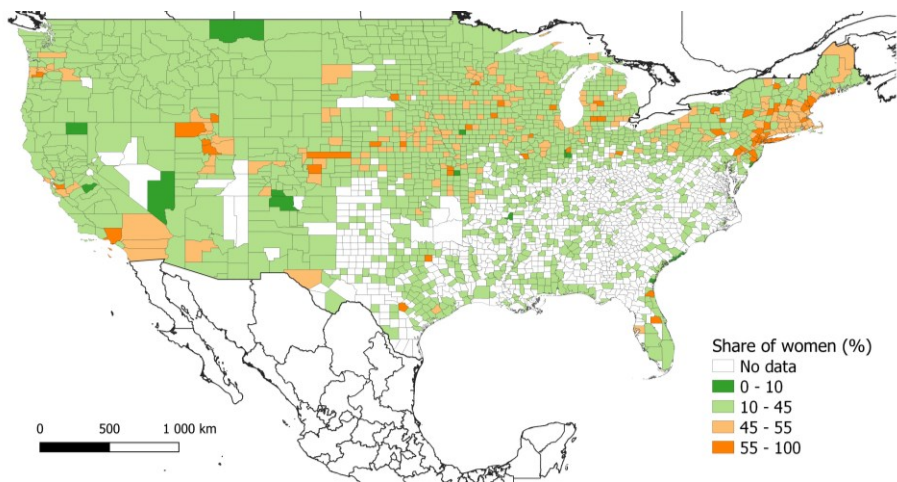 Share of women (%)
No data
0 - 10
10 - 45
45 - 55
55 - 100
0 500 1 000 km